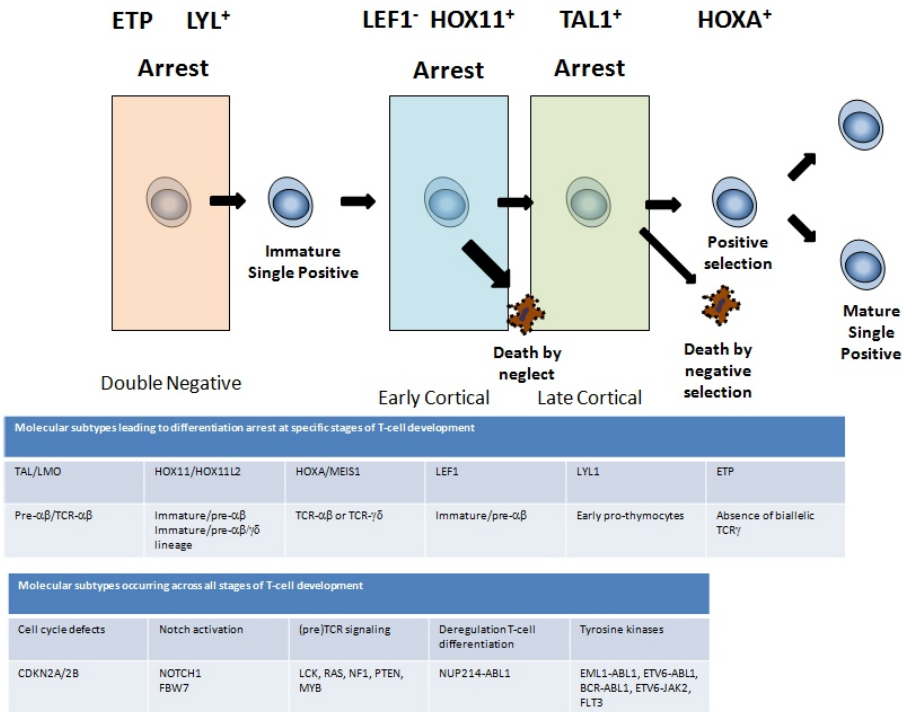 ETP LYL⁺ LEF1⁻ HOX11⁺ TAL1⁺ HOXA⁺
Arrest Arrest Arrest
Immature
Single Positive
Positive
selection
Death by
neglect
Death by
negative
selection
Mature
Single
Positive
Double Negative
Early Cortical
Late Cortical
Molecular subtypes leading to differentiation arrest at specific stages of T-cell development
TAL/LMO HOX11/HOX11L2 HOXA/MEIS1 LEF1 LYL1 ETP
Pre-αβ/TCR-αβ
Immature/pre-αβ
Immature/pre-αβ/γδ
lineage
TCR-αβ or TCR-γδ
Immature/pre-αβ
Early pro-thymocytes
Absence of biallelic
TCRγ
Molecular subtypes occurring across all stages of T-cell development
Cell cycle defects
Notch activation
(pre)TCR signaling
Deregulation T-cell
differentiation
Tyrosine kinases
CDKN2A/2B
NOTCH1
FBW7
LCK, RAS, NF1, PTEN,
MYB
NUP214-ABL1
EML1-ABL1, ETV6-ABL1,
BCR-ABL1, ETV6-JAK2,
FLT3